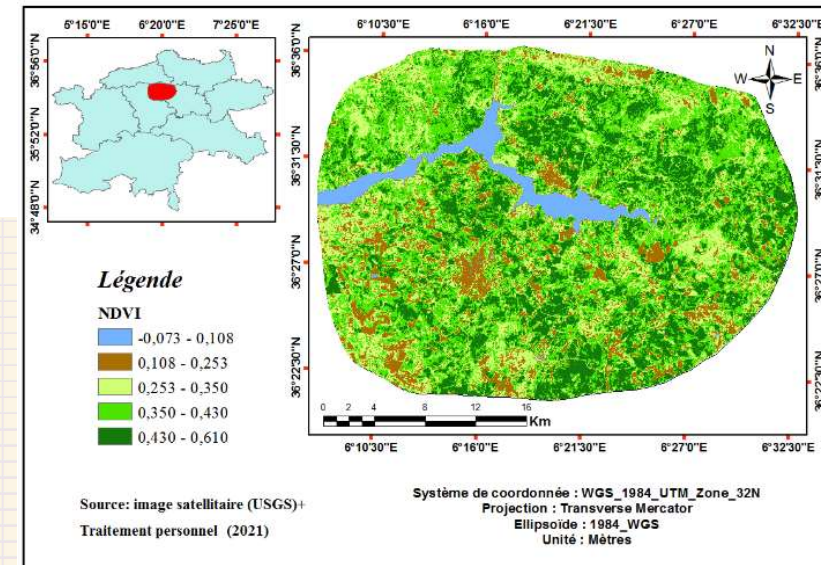 5°15'0"E 6°20'0"E 7°25'0"E
36°56'0"N
35°52'0"N
34°48'0"N
6°10'30"E 6°16'0"E 6°21'30"E 6°27'0"E 6°32'30"E
N
W E
S
36°36'0"N
36°31'30"N
36°27'0"N
36°22'30"N
Légende
NDVI
-0,073 - 0,108
0,108 - 0,253
0,253 - 0,350
0,350 - 0,430
0,430 - 0,610
0 2 4 8 12 16
Km
6°10'30"E 6°16'0"E 6°21'30"E 6°27'0"E 6°32'30"E
Source: image satellitaire (USGS)+
Traitement personnel (2021)
Système de coordonnée : WGS_1984_UTM_Zone_32N
Projection : Transverse Mercator
Ellipsoïde : 1984_WGS
Unité : Mètres